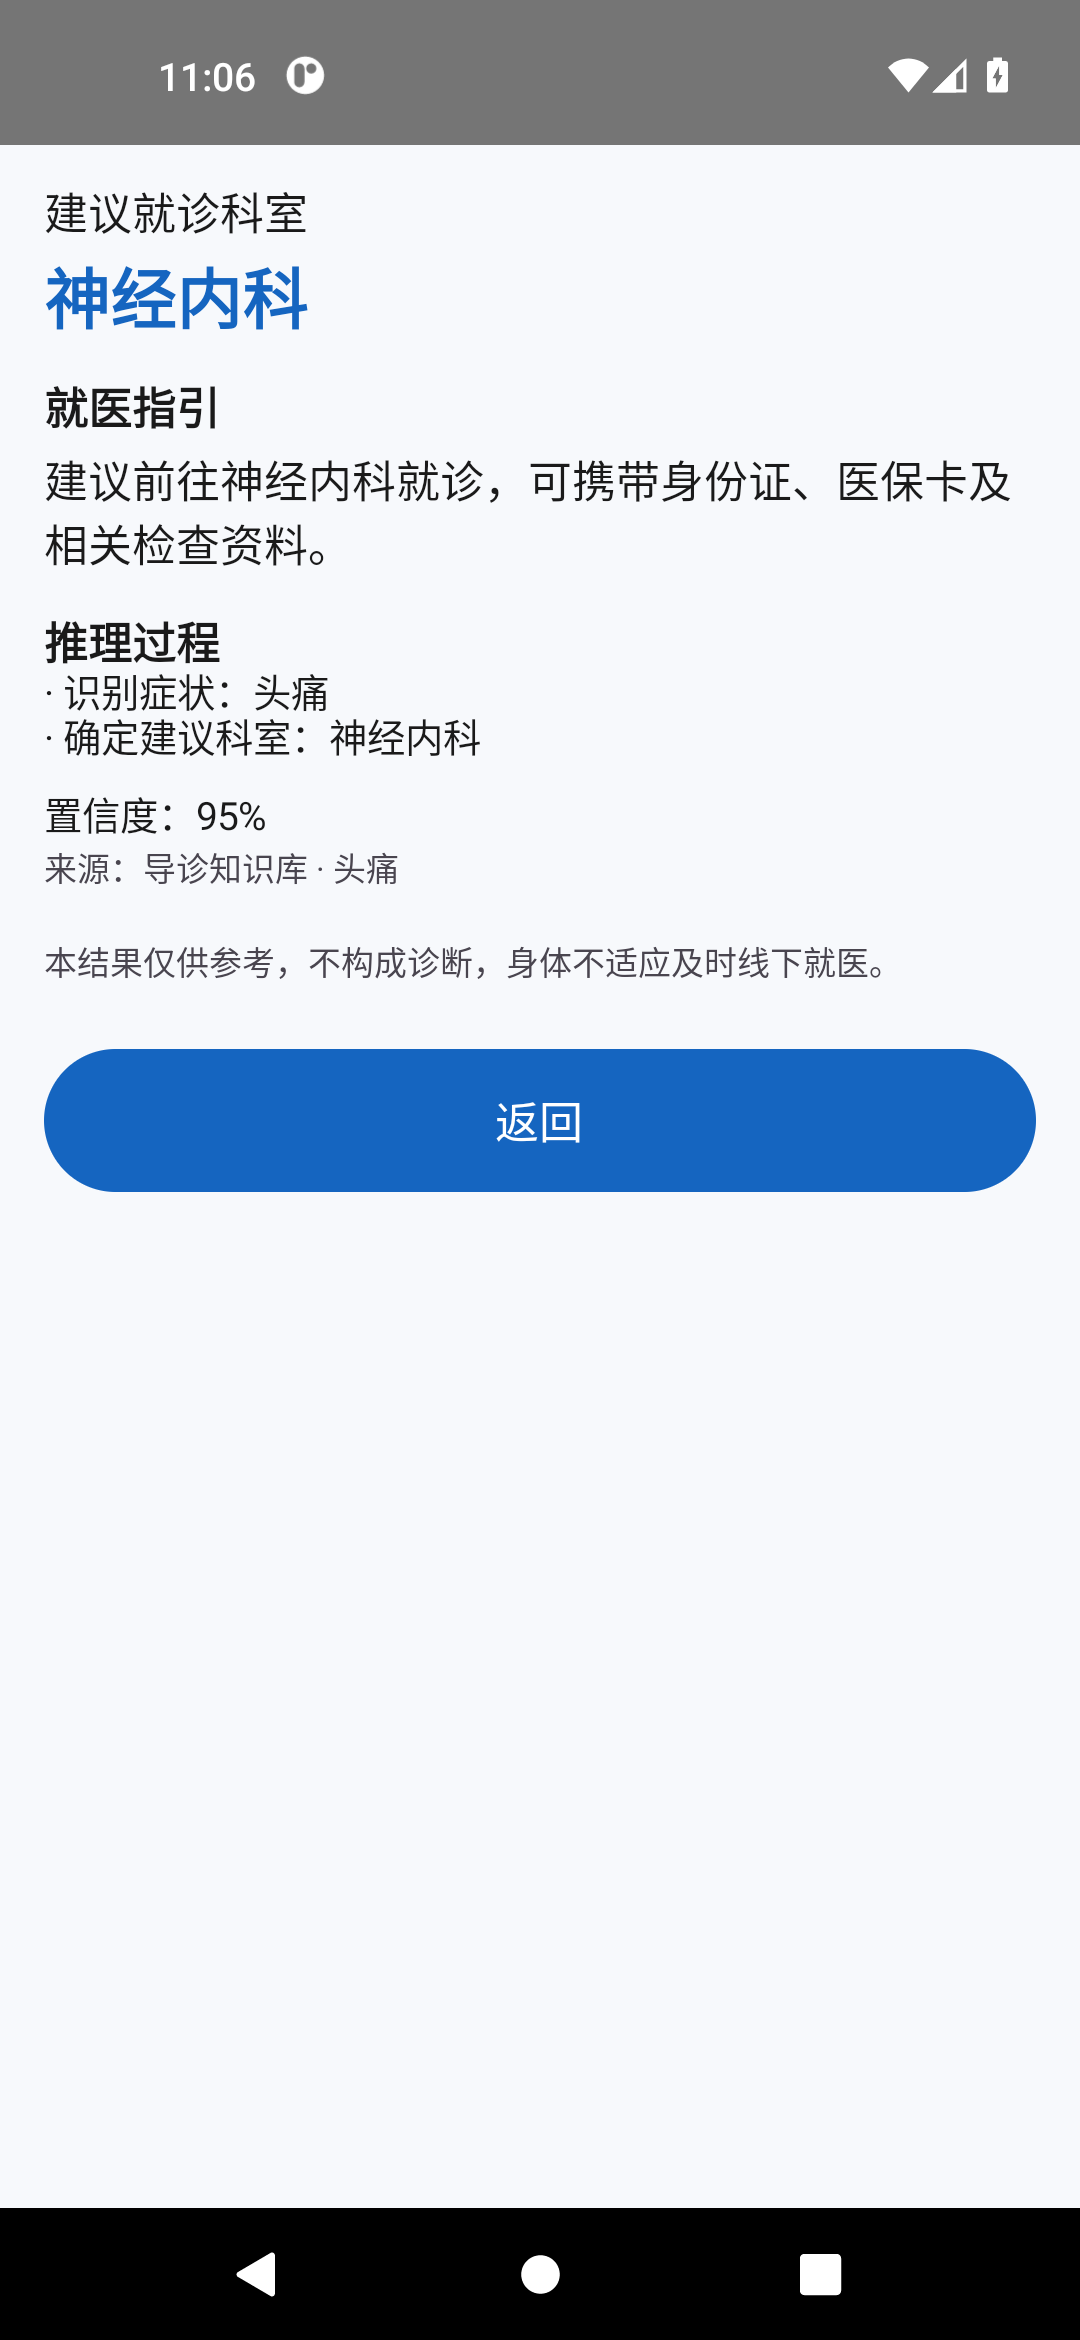 11:06
建议就诊科室
神经内科
就医指引
建议前往神经内科就诊，可携带身份证、医保卡及
相关检查资料。
推理过程
· 识别症状：头痛
· 确定建议科室：神经内科
置信度：95%
来源：导诊知识库 · 头痛
本结果仅供参考，不构成诊断，身体不适应及时线下就医。
返回